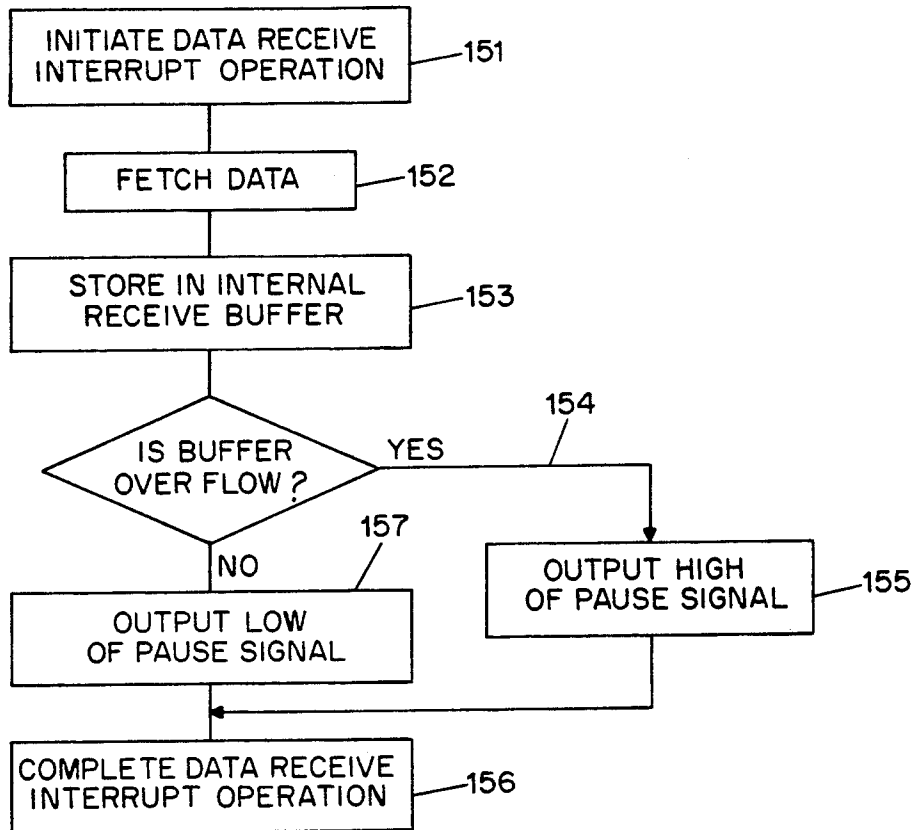 INITIATE DATA RECEIVE
INTERRUPT OPERATION
151
FETCH DATA
152
STORE IN INTERNAL
RECEIVE BUFFER
153
IS BUFFER
OVER FLOW?
YES
154
NO
157
OUTPUT LOW
OF PAUSE SIGNAL
OUTPUT HIGH
OF PAUSE SIGNAL
155
COMPLETE DATA RECEIVE
INTERRUPT OPERATION
156